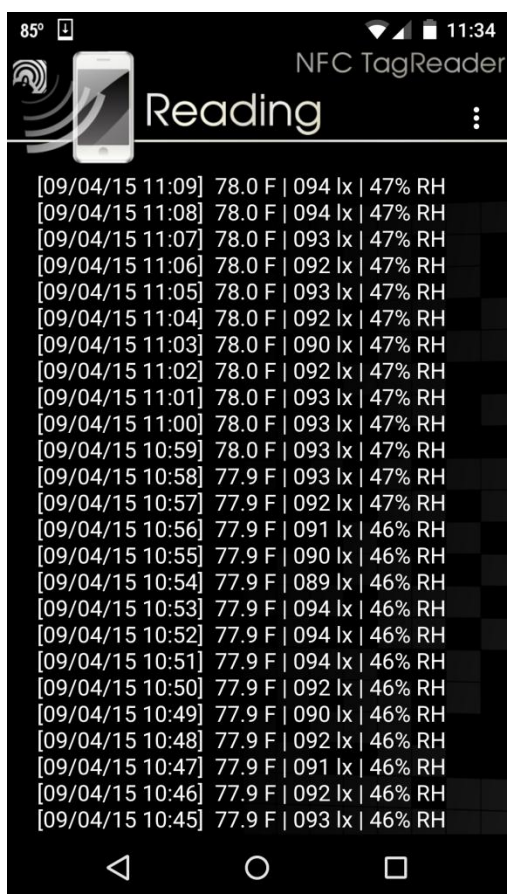 85° 11:34
NFC TagReader
Reading
[09/04/15 11:09] 78.0 F | 094 lx | 47% RH
[09/04/15 11:08] 78.0 F | 094 lx | 47% RH
[09/04/15 11:07] 78.0 F | 093 lx | 47% RH
[09/04/15 11:06] 78.0 F | 092 lx | 47% RH
[09/04/15 11:05] 78.0 F | 093 lx | 47% RH
[09/04/15 11:04] 78.0 F | 092 lx | 47% RH
[09/04/15 11:03] 78.0 F | 090 lx | 47% RH
[09/04/15 11:02] 78.0 F | 092 lx | 47% RH
[09/04/15 11:01] 78.0 F | 093 lx | 47% RH
[09/04/15 11:00] 78.0 F | 093 lx | 47% RH
[09/04/15 10:59] 78.0 F | 093 lx | 47% RH
[09/04/15 10:58] 77.9 F | 093 lx | 47% RH
[09/04/15 10:57] 77.9 F | 092 lx | 47% RH
[09/04/15 10:56] 77.9 F | 091 lx | 46% RH
[09/04/15 10:55] 77.9 F | 090 lx | 46% RH
[09/04/15 10:54] 77.9 F | 089 lx | 46% RH
[09/04/15 10:53] 77.9 F | 094 lx | 46% RH
[09/04/15 10:52] 77.9 F | 094 lx | 46% RH
[09/04/15 10:51] 77.9 F | 094 lx | 46% RH
[09/04/15 10:50] 77.9 F | 092 lx | 46% RH
[09/04/15 10:49] 77.9 F | 090 lx | 46% RH
[09/04/15 10:48] 77.9 F | 092 lx | 46% RH
[09/04/15 10:47] 77.9 F | 091 lx | 46% RH
[09/04/15 10:46] 77.9 F | 092 lx | 46% RH
[09/04/15 10:45] 77.9 F | 093 lx | 46% RH